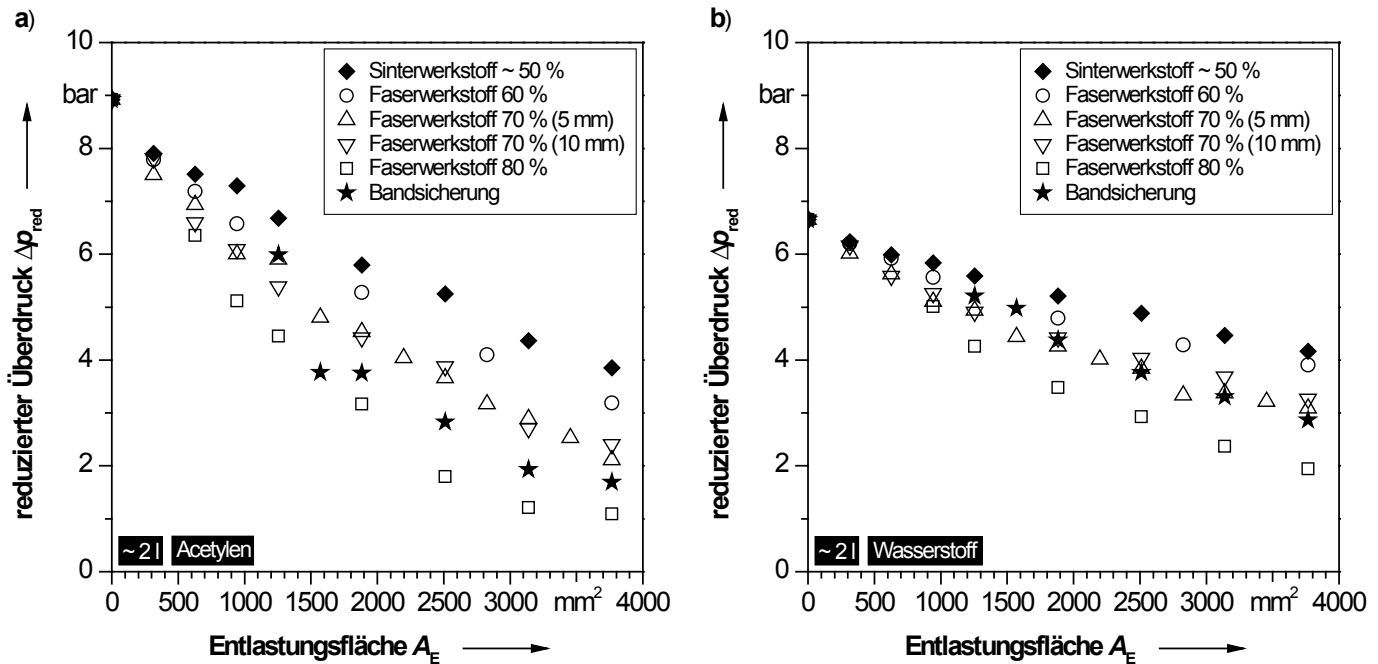 a)
10
bar
8
6
4
2
0
reduzierter Überdruck Δp_red
Sinterwerkstoff ~ 50 %
Faserwerkstoff 60 %
Faserwerkstoff 70 % (5 mm)
Faserwerkstoff 70 % (10 mm)
Faserwerkstoff 80 %
Bandsicherung
~ 2 l Acetylen
0 500 1000 1500 2000 2500 3000 mm² 4000
Entlastungsfläche A_E
b)
10
bar
8
6
4
2
0
reduzierter Überdruck Δp_red
Sinterwerkstoff ~ 50 %
Faserwerkstoff 60 %
Faserwerkstoff 70 % (5 mm)
Faserwerkstoff 70 % (10 mm)
Faserwerkstoff 80 %
Bandsicherung
~ 2 l Wasserstoff
0 500 1000 1500 2000 2500 3000 mm² 4000
Entlastungsfläche A_E